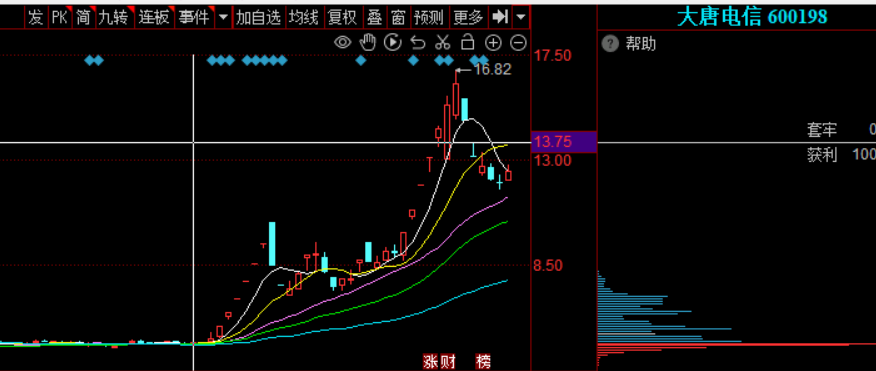 发 PK 简 九转 连板 事件 加自选 均线 复权 叠 窗 预测 更多
大唐电信 600198
? 帮助
17.50
16.82
13.75
13.00
8.50
套牢 0
获利 100
涨 财 榜